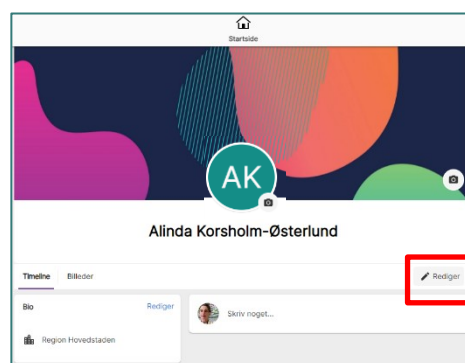 Startside
AK
Alinda Korsholm-Østerlund
Timeline
Billeder
Rediger
Bio
Rediger
Skriv noget...
Region Hovedstaden